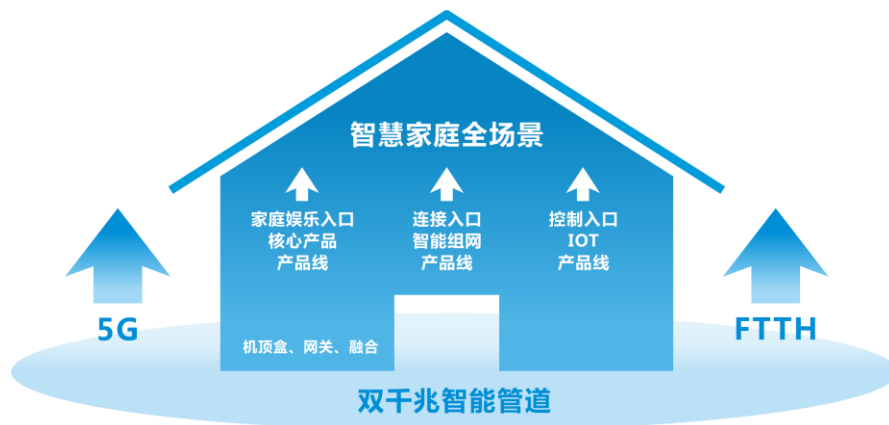 智慧家庭全场景
家庭娱乐入口
核心产品
产品线
连接入口
智能组网
产品线
控制入口
IOT
产品线
5G
FTTH
机顶盒、网关、融合
双千兆智能管道